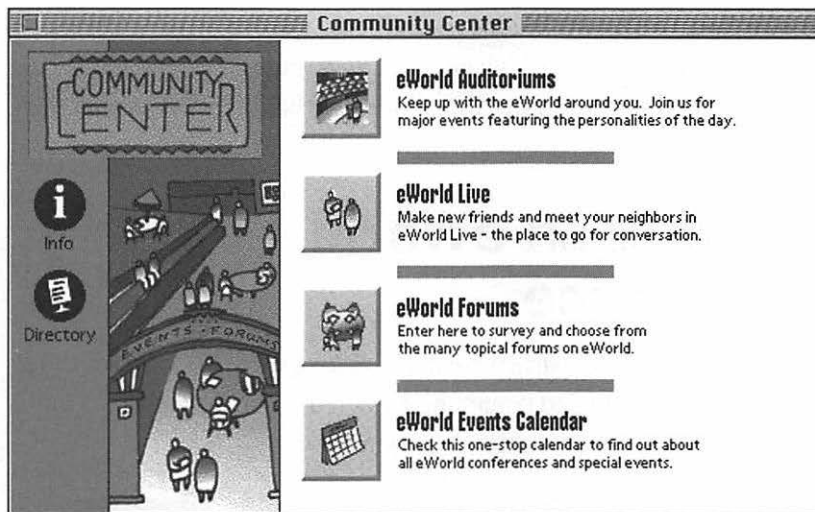 Community Center
COMMUNITY
CENTER
Info
Directory
EVENTS · FORUMS
eWorld Auditoriums
Keep up with the eWorld around you. Join us for
major events featuring the personalities of the day.
eWorld Live
Make new friends and meet your neighbors in
eWorld Live - the place to go for conversation.
eWorld Forums
Enter here to survey and choose from
the many topical forums on eWorld.
eWorld Events Calendar
Check this one-stop calendar to find out about
all eWorld conferences and special events.